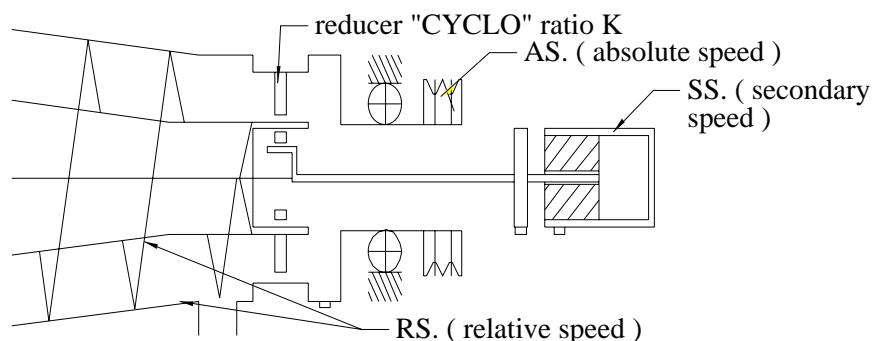 reducer "CYCLO" ratio K
AS. ( absolute speed )
SS. ( secondary
speed )
RS. ( relative speed )